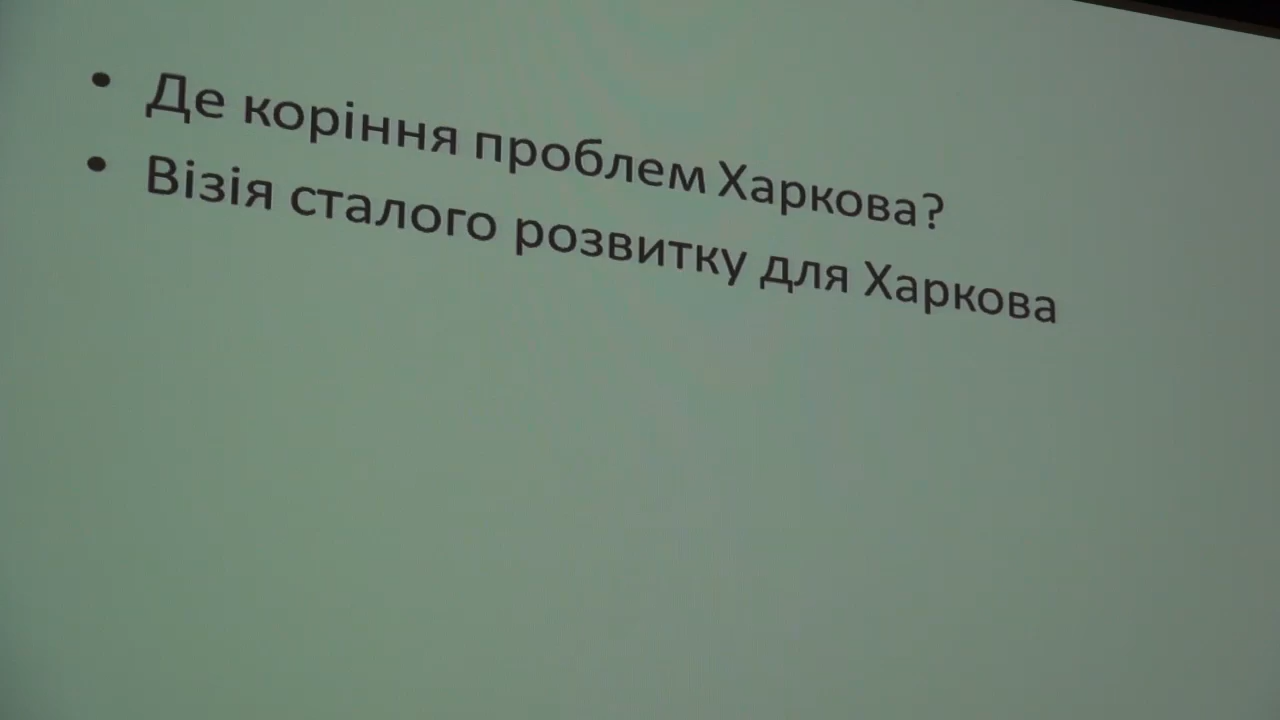 • Де коріння проблем Харкова?
• Візія сталого розвитку для Харкова